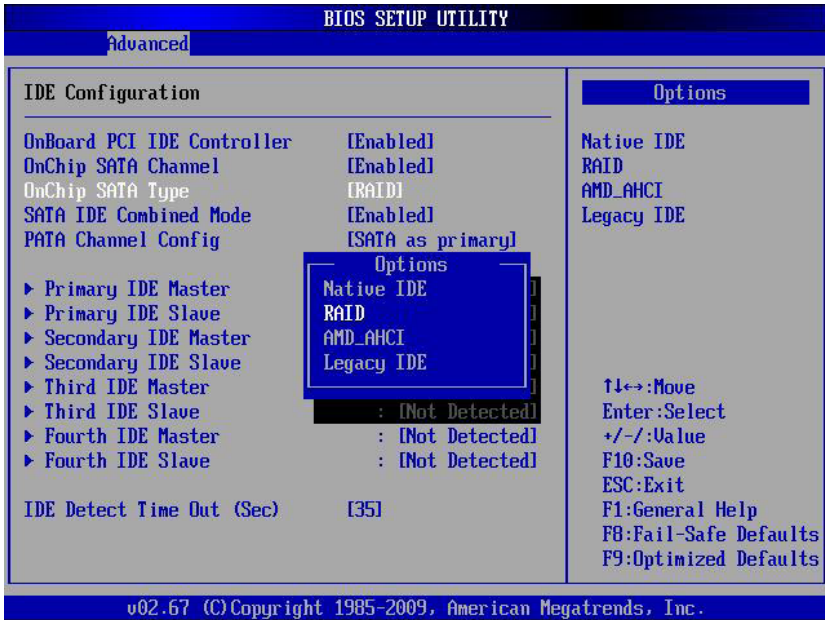 BIOS SETUP UTILITY
Advanced
IDE Configuration
OnBoard PCI IDE Controller [Enabled]
OnChip SATA Channel [Enabled]
OnChip SATA Type [RAID]
SATA IDE Combined Mode [Enabled]
PATA Channel Config [SATA as primary]
▶ Primary IDE Master ]
▶ Primary IDE Slave ]
▶ Secondary IDE Master ]
▶ Secondary IDE Slave ]
▶ Third IDE Master ]
▶ Third IDE Slave : [Not Detected]
▶ Fourth IDE Master : [Not Detected]
▶ Fourth IDE Slave : [Not Detected]
IDE Detect Time Out (Sec) [35]
Options
Native IDE
RAID
AMD_AHCI
Legacy IDE
Options
Native IDE
RAID
AMD_AHCI
Legacy IDE
↑↓←→:Move
Enter:Select
+/-/:Value
F10:Save
ESC:Exit
F1:General Help
F8:Fail-Safe Defaults
F9:Optimized Defaults
v02.67 (C)Copyright 1985-2009, American Megatrends, Inc.